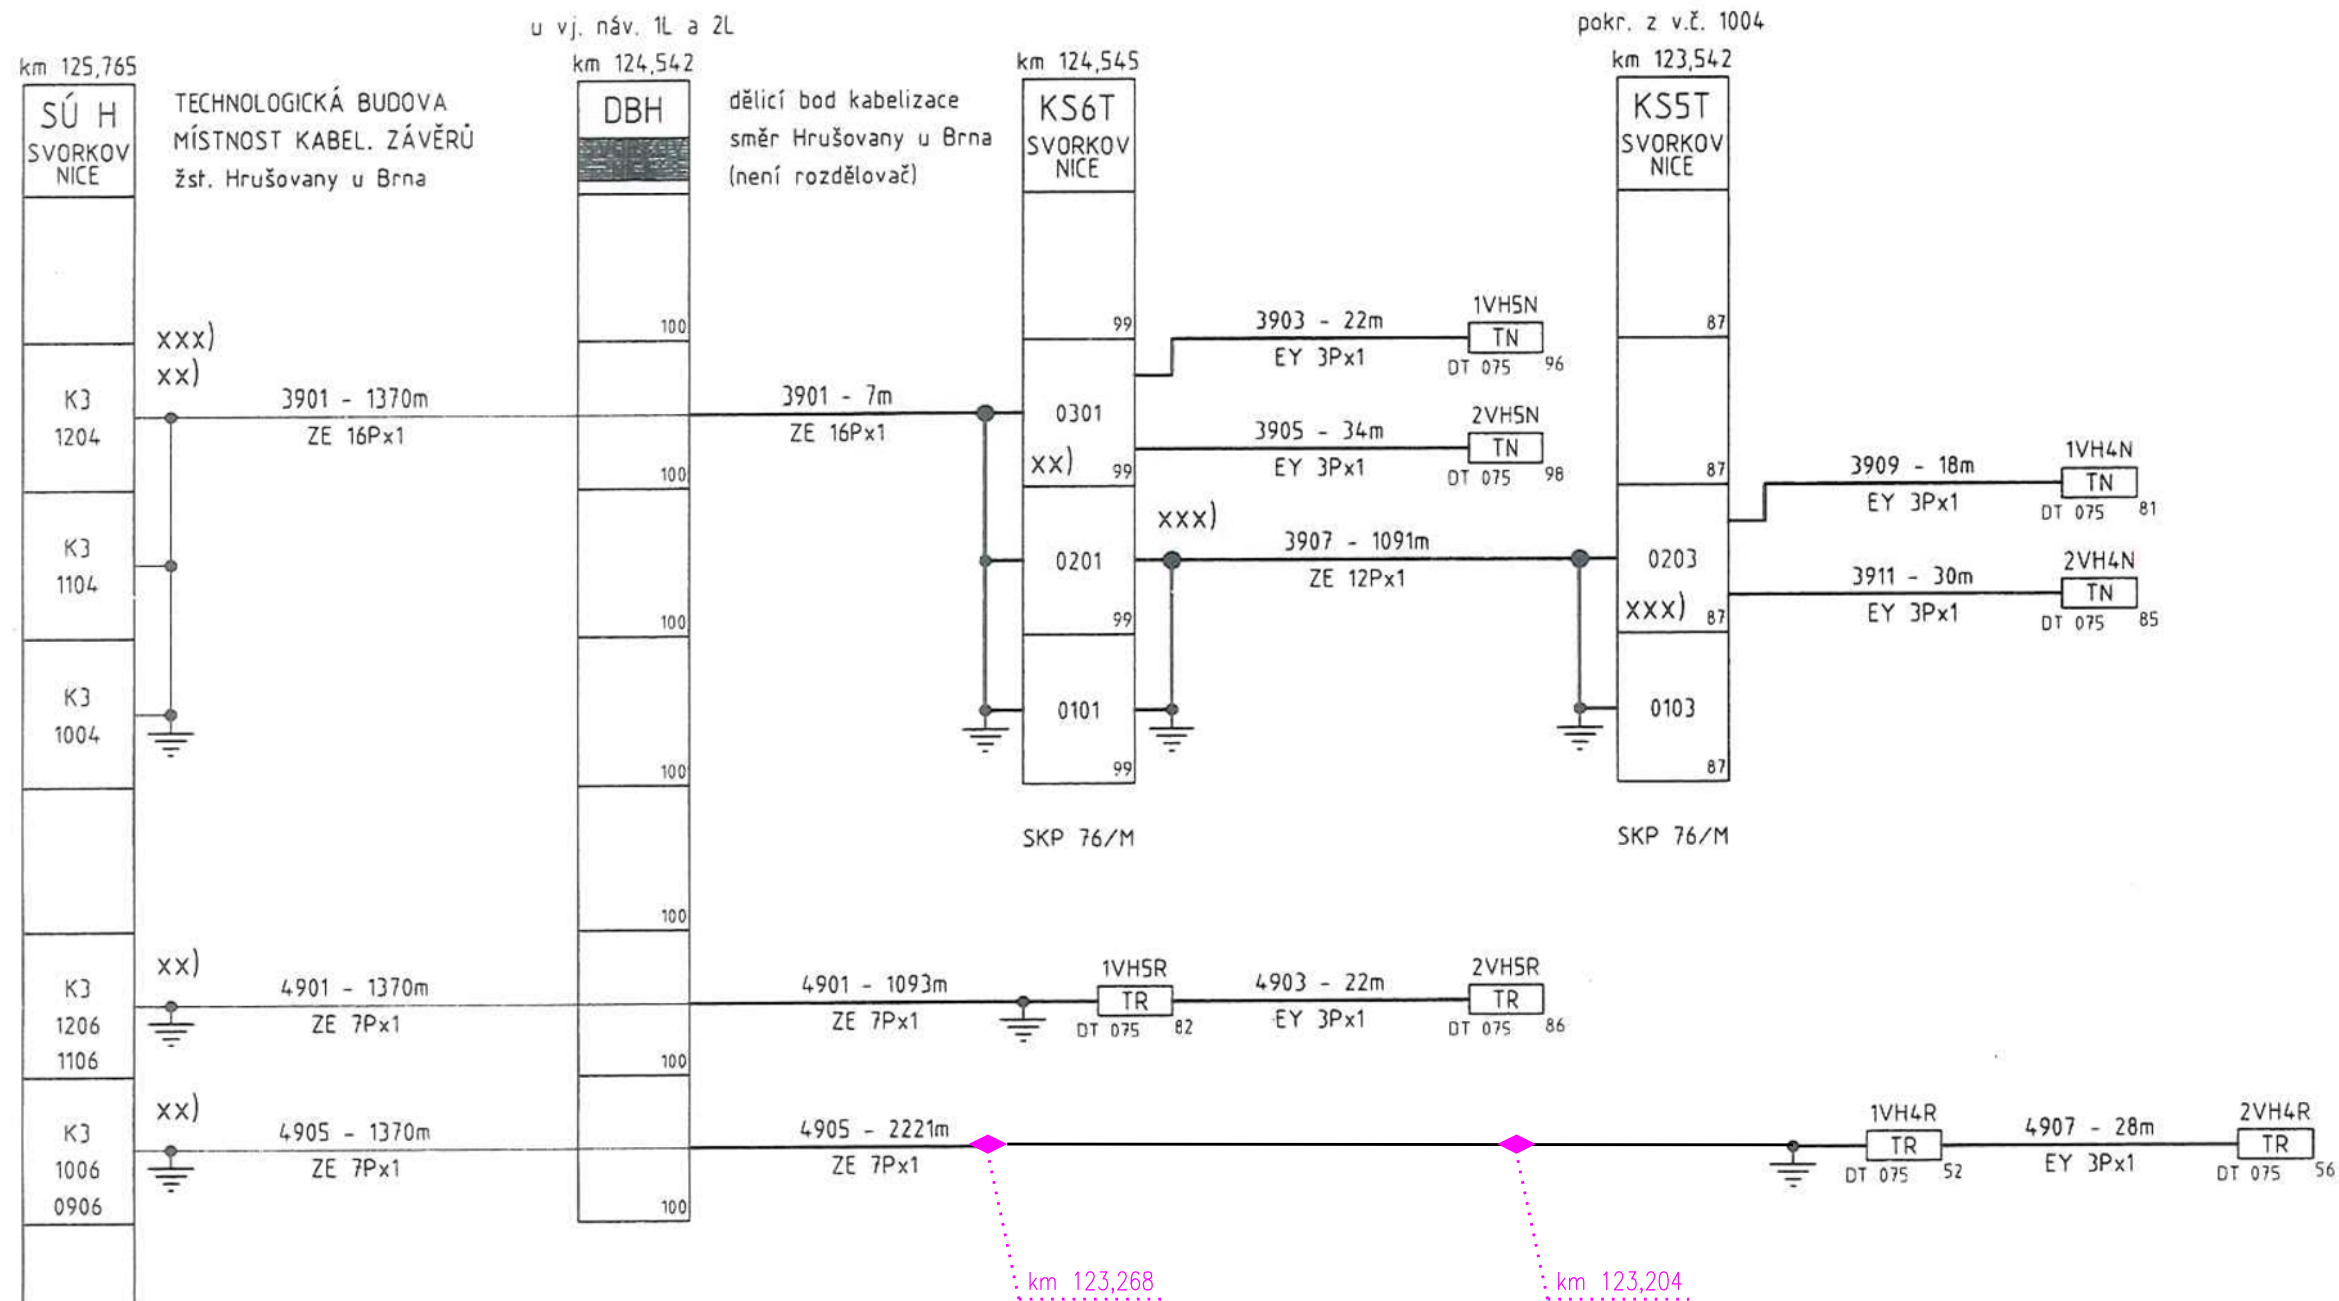 u vj. náv. 1L a 2L
pokr. z v.č. 1004
km 125,765
km 124,542
km 124,545
km 123,542
SÚ H
SVORKOV
NICE
TECHNOLOGICKÁ BUDOVA
MÍSTNOST KABEL. ZÁVĚRŮ
žst. Hrušovany u Brna
DBH
dělicí bod kabelizace
směr Hrušovany u Brna
(není rozdělovač)
KS6T
SVORKOV
NICE
KS5T
SVORKOV
NICE
100
99
87
xxx)
xx)
K3
1204
3901 - 1370m
ZE 16Px1
3901 - 7m
ZE 16Px1
0301
xx)
99
100
3903 - 22m
EY 3Px1
1VH5N
TN
DT 075 96
3905 - 34m
EY 3Px1
2VH5N
TN
DT 075 98
87
3909 - 18m
EY 3Px1
1VH4N
TN
DT 075 81
K3
1104
100
0201
99
xxx)
3907 - 1091m
ZE 12Px1
0203
xxx) 87
3911 - 30m
EY 3Px1
2VH4N
TN
DT 075 85
K3
1004
100
0101
99
0103
87
SKP 76/M
SKP 76/M
100
xx)
K3
1206
1106
4901 - 1370m
ZE 7Px1
100
4901 - 1093m
ZE 7Px1
1VH5R
TR
DT 075 82
4903 - 22m
EY 3Px1
2VH5R
TR
DT 075 86
xx)
K3
1006
0906
4905 - 1370m
ZE 7Px1
100
4905 - 2221m
ZE 7Px1
1VH4R
TR
DT 075 52
4907 - 28m
EY 3Px1
2VH4R
TR
DT 075 56
km 123,268
km 123,204